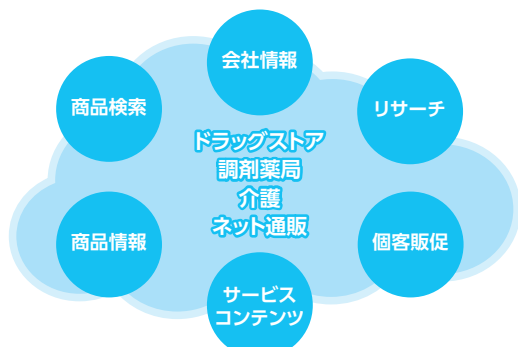 会社情報
商品検索
リサーチ
ドラッグストア
調剤薬局
介護
ネット通販
商品情報
個客販促
サービス
コンテンツ